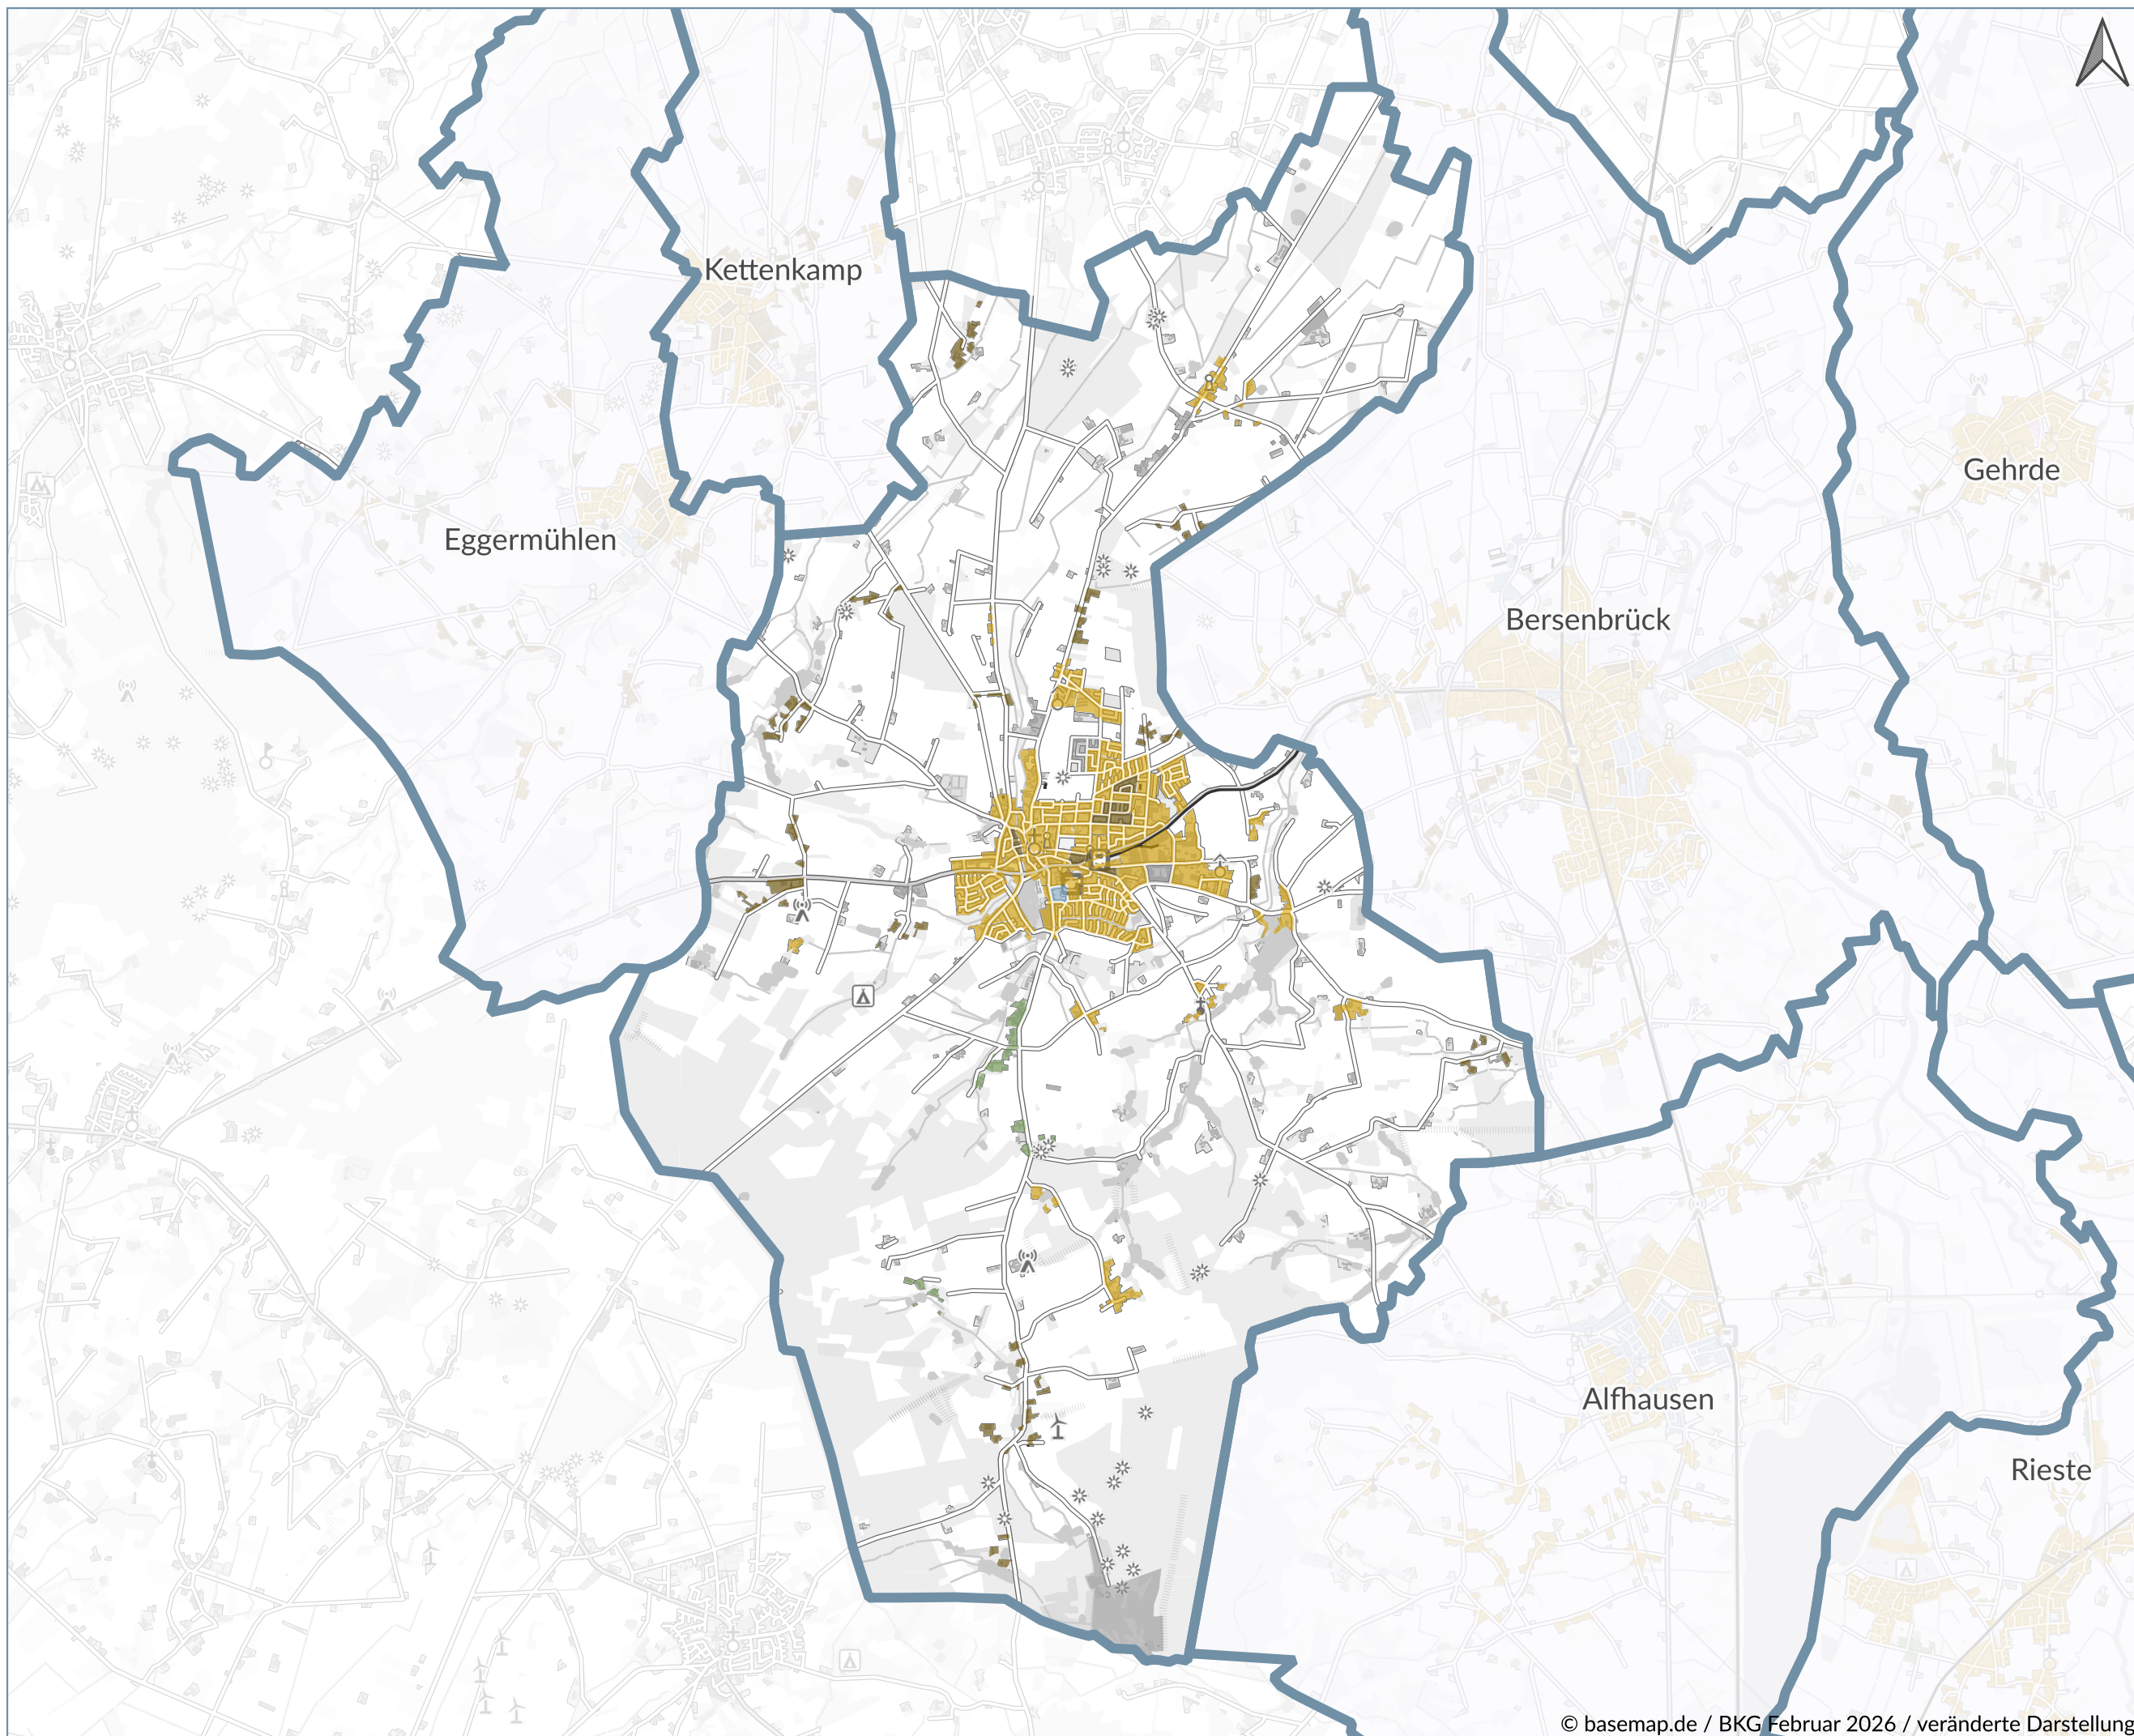 Kettenkamp
Gehrde
Eggermühlen
Bersenbrück
Alfhausen
Rieste
© basemap.de / BKG Februar 2026 / veränderte Darstellung